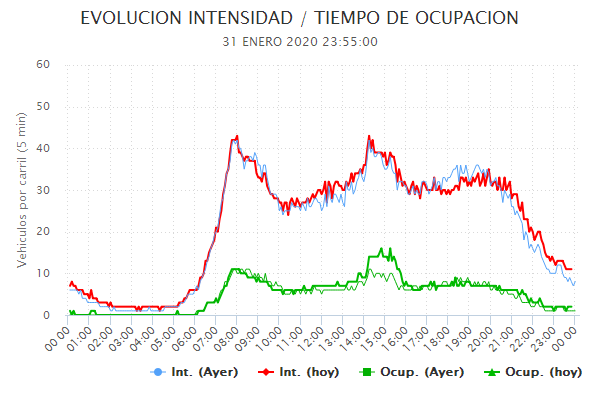 EVOLUCION INTENSIDAD / TIEMPO DE OCUPACION
31 ENERO 2020 23:55:00
Vehiculos por carril (5 min)
60
50
40
30
20
10
0
00:00 01:00 02:00 03:00 04:00 05:00 06:00 07:00 08:00 09:00 10:00 11:00 12:00 13:00 14:00 15:00 16:00 17:00 18:00 19:00 20:00 21:00 22:00 23:00 00:00
Int. (Ayer) Int. (hoy) Ocup. (Ayer) Ocup. (hoy)